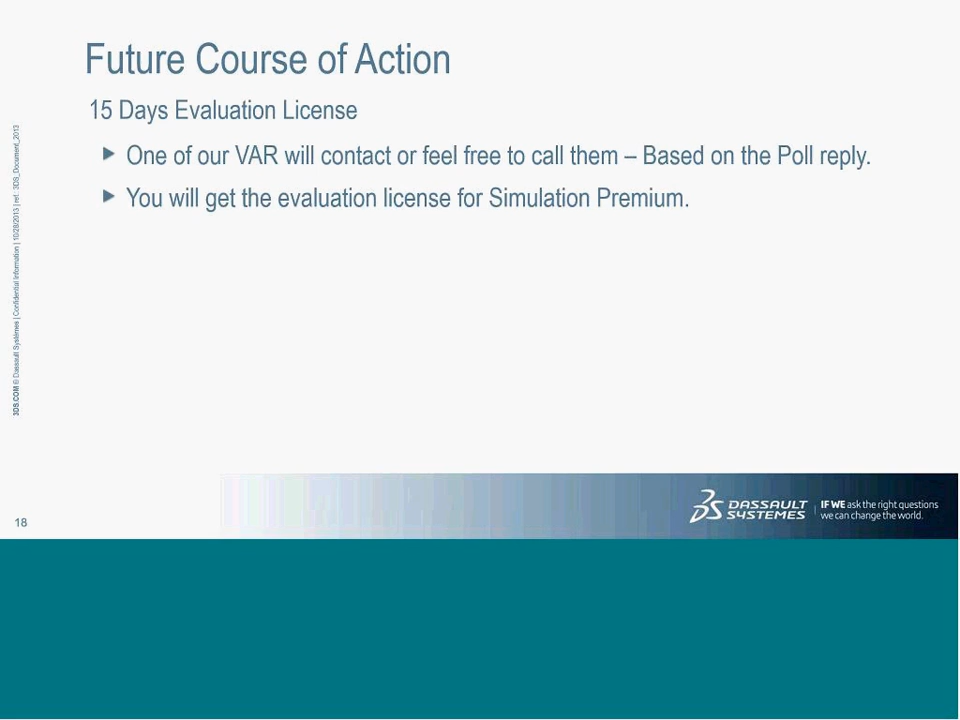 Future Course of Action
15 Days Evaluation License
One of our VAR will contact or feel free to call them – Based on the Poll reply.
You will get the evaluation license for Simulation Premium.
3DS.COM © Dassault Systèmes | Confidential Information | 10/28/2013 | ref.: 3DS_Document_2013
18
DASSAULT
SYSTEMES
IF WE ask the right questions
we can change the world.